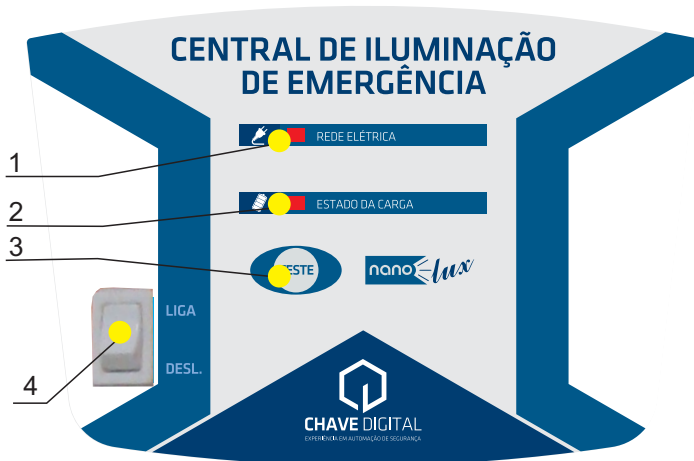 CENTRAL DE ILUMINAÇÃO
DE EMERGÊNCIA
1
REDE ELÉTRICA
2
ESTADO DA CARGA
3
TESTE
nano lux
LIGA
4
DESL.
CHAVE DIGITAL
EXPERIÊNCIA EM AUTOMAÇÃO DE SEGURANÇA